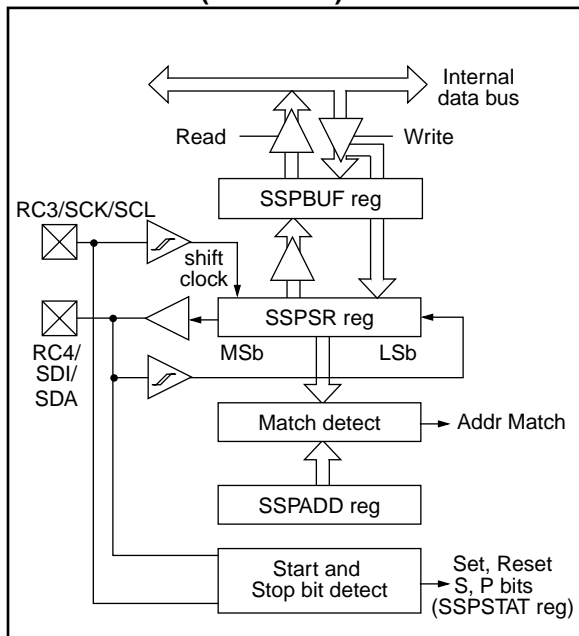 Internal
data bus
Read
Write
SSPBUF reg
RC3/SCK/SCL
shift
clock
SSPSR reg
MSb
LSb
RC4/
SDI/
SDA
Match detect
Addr Match
SSPADD reg
Start and
Stop bit detect
Set, Reset
S, P bits
(SSPSTAT reg)